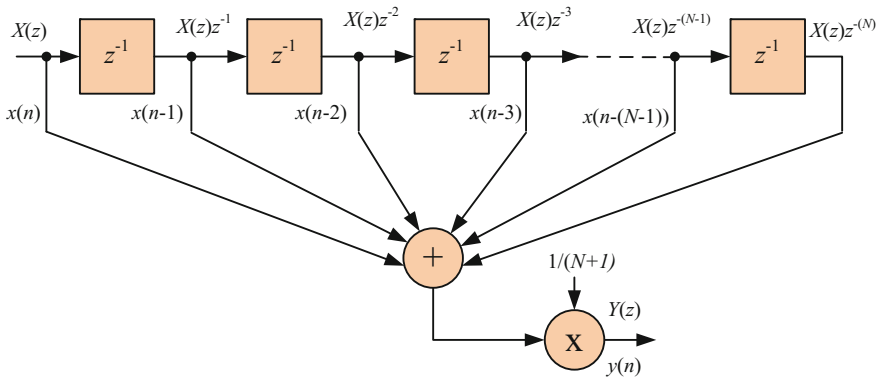 X(z) X(z)z⁻¹ X(z)z⁻² X(z)z⁻³ X(z)z⁻⁽ᴺ⁻¹⁾ X(z)z⁻⁽ᴺ⁾
z⁻¹ z⁻¹ z⁻¹ z⁻¹
x(n) x(n-1) x(n-2) x(n-3) x(n-(N-1))
+
1/(N+1)
Y(z)
X
y(n)